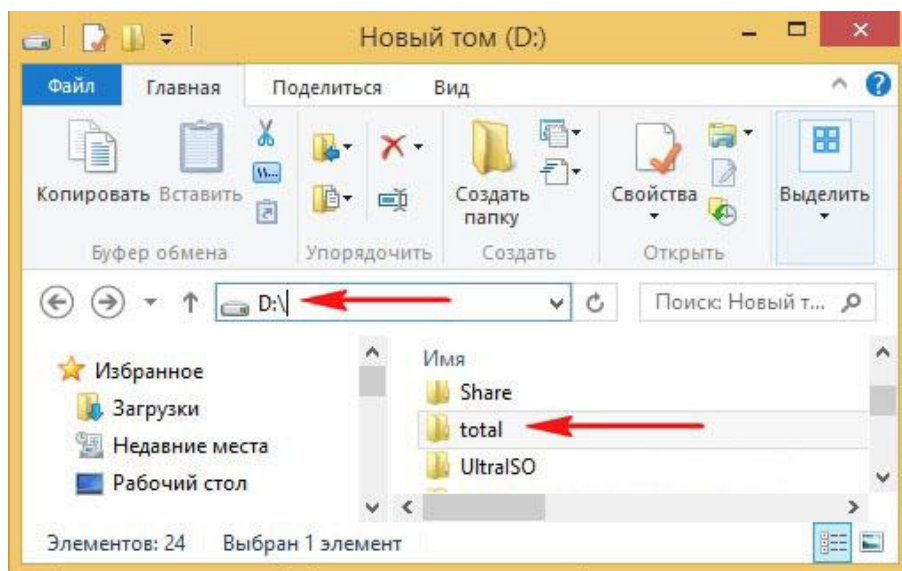 Новый том (D:)
Файл Главная Поделиться Вид
Копировать Вставить Создать папку Свойства Выделить
Буфер обмена Упорядочить Создать Открыть
D:\ Поиск: Новый т...
Избранное
Загрузки
Недавние места
Рабочий стол
Имя
Share
total
UltraISO
Элементов: 24 Выбран 1 элемент